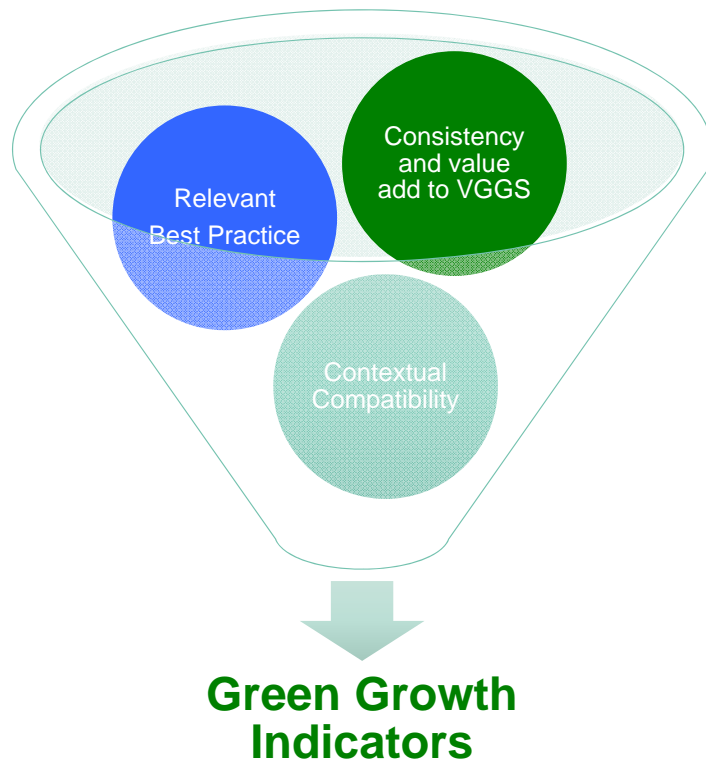 Consistency
and value
add to VGGS
Relevant
Best Practice
Contextual
Compatibility
Green Growth
Indicators